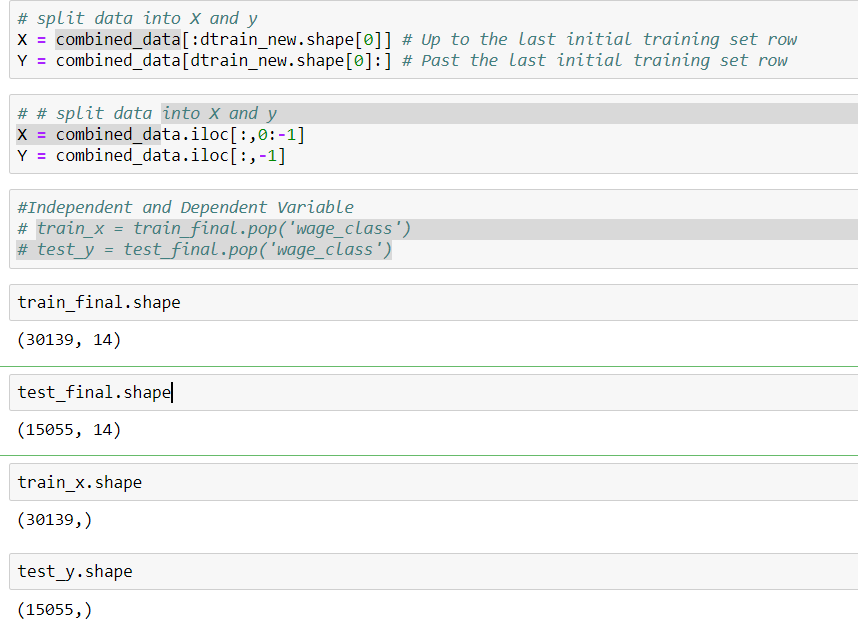 # split data into X and y
X = combined_data[:dtrain_new.shape[0]] # Up to the last initial training set row
Y = combined_data[dtrain_new.shape[0]:] # Past the last initial training set row
# # split data into X and y
X = combined_data.iloc[:,0:-1]
Y = combined_data.iloc[:,-1]
#Independent and Dependent Variable
# train_x = train_final.pop('wage_class')
# test_y = test_final.pop('wage_class')
train_final.shape
(30139, 14)
test_final.shape
(15055, 14)
train_x.shape
(30139,)
test_y.shape
(15055,)